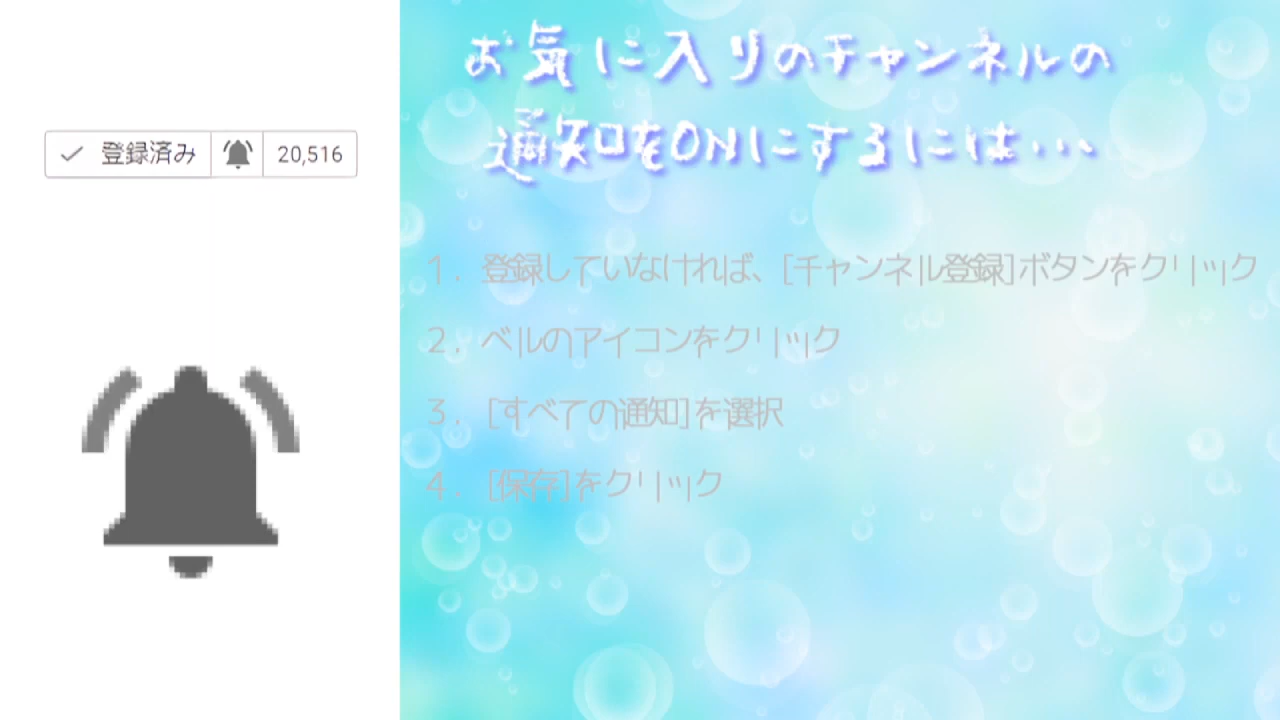 登録済み 20,516
お気に入りのチャンネルの
通知をONにするには・・・
1. 登録していなければ、[チャンネル登録]ボタンをクリック
2. ベルのアイコンをクリック
3. [すべての通知]を選択
4. [保存]をクリック